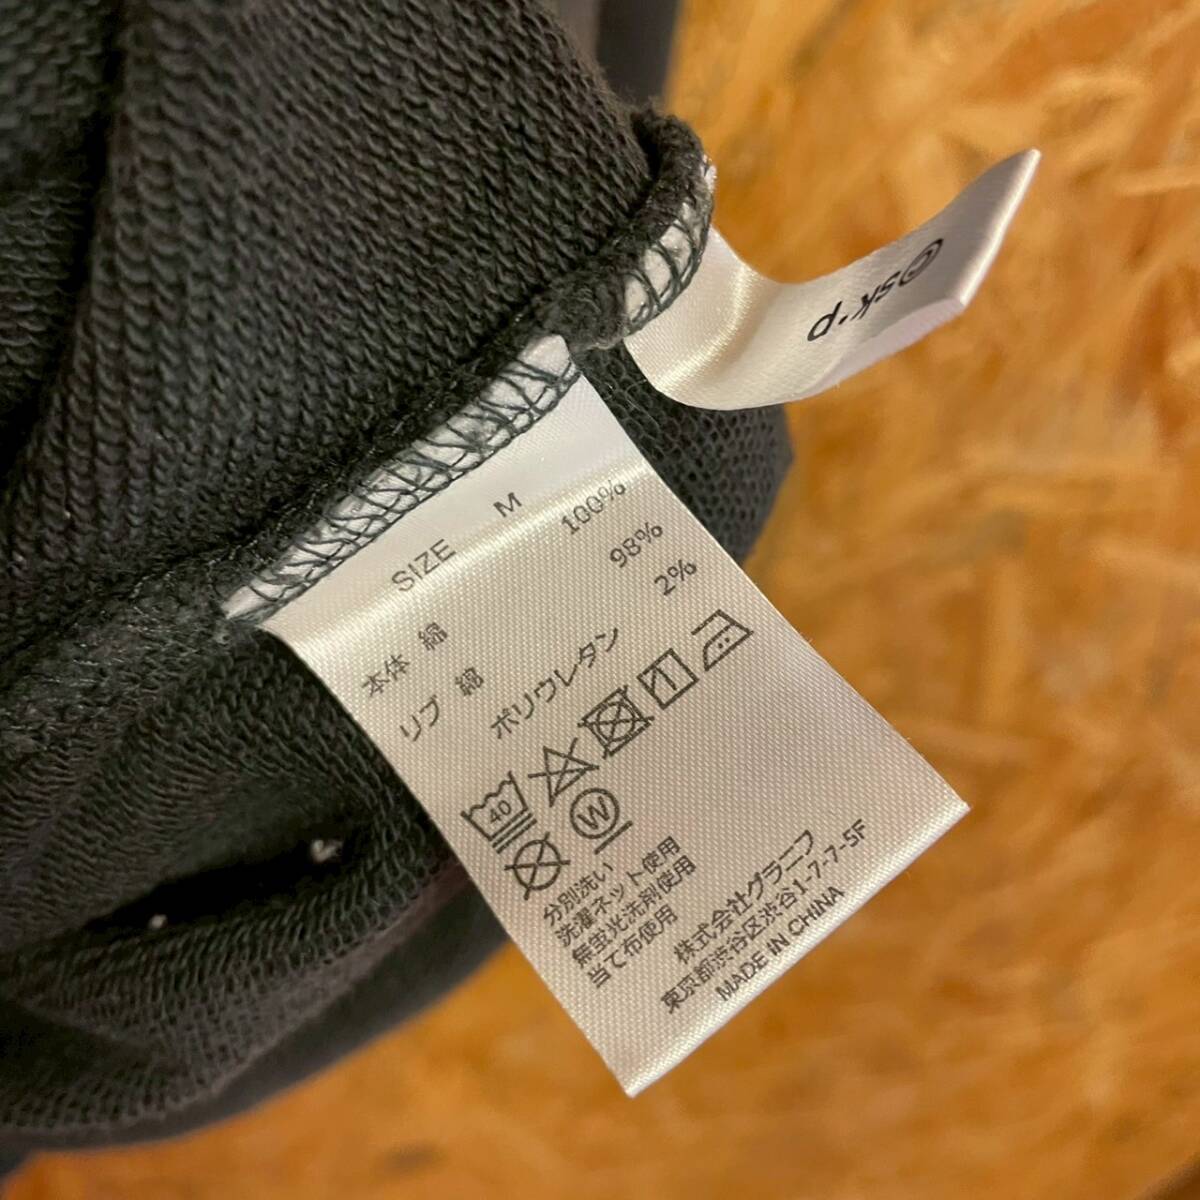 ©sk·p
SIZE M
本体 綿 100%
リブ 綿 98%
ポリウレタン 2%
40
W
分別洗い
洗濯ネット使用
無蛍光洗剤使用
当て布使用
株式会社グラニフ
東京都渋谷区渋谷1-7-7-5F
MADE IN CHINA